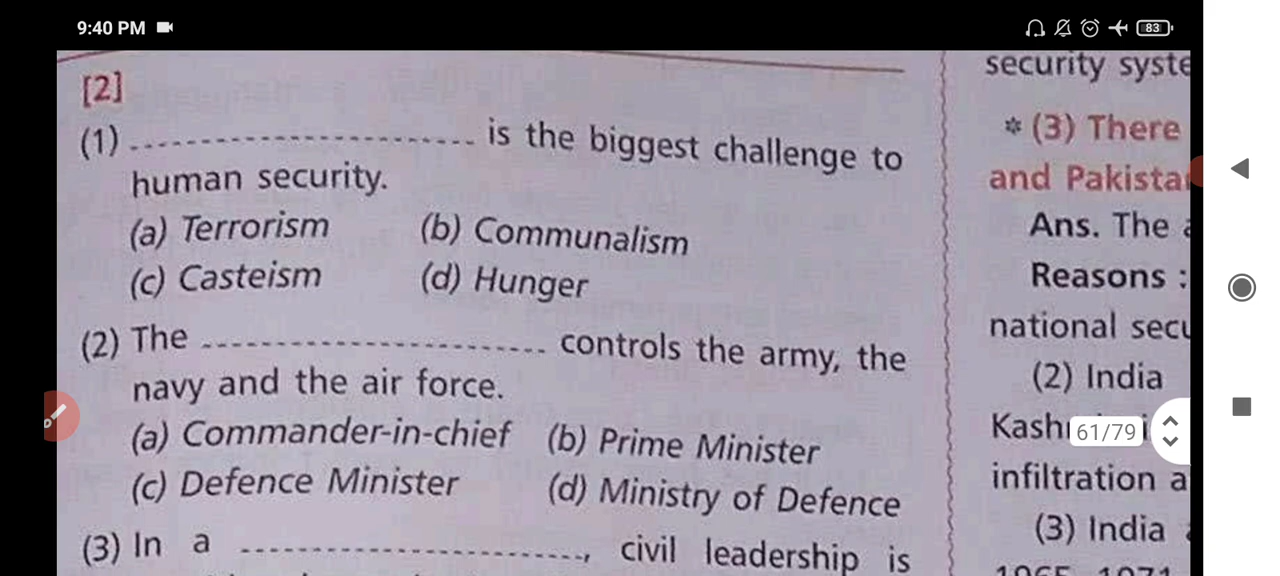 9:40 PM
83
[2]
(1) ------------------------ is the biggest challenge to
human security.
(a) Terrorism (b) Communalism
(c) Casteism (d) Hunger
(2) The ------------------------ controls the army, the
navy and the air force.
(a) Commander-in-chief (b) Prime Minister
(c) Defence Minister (d) Ministry of Defence
(3) In a ------------------------, civil leadership is
security syste
* (3) There
and Pakista
Ans. The a
Reasons :
national secu
(2) India
Kash
61/79
infiltration a
(3) India a
1965, 1971